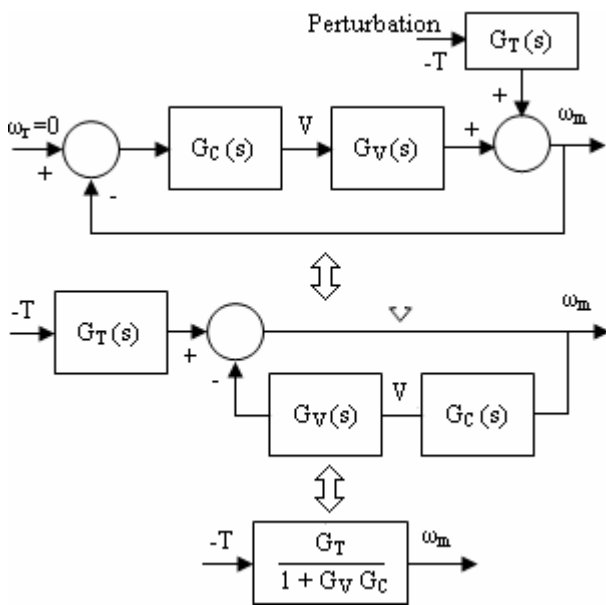 Perturbation
-T
G_T(s)
+
ω_r=0
+
-
G_C(s)
V
G_V(s)
+
ω_m
-T
G_T(s)
+
-
ω_m
G_V(s)
V
G_C(s)
-T
G_T
1 + G_V G_C
ω_m